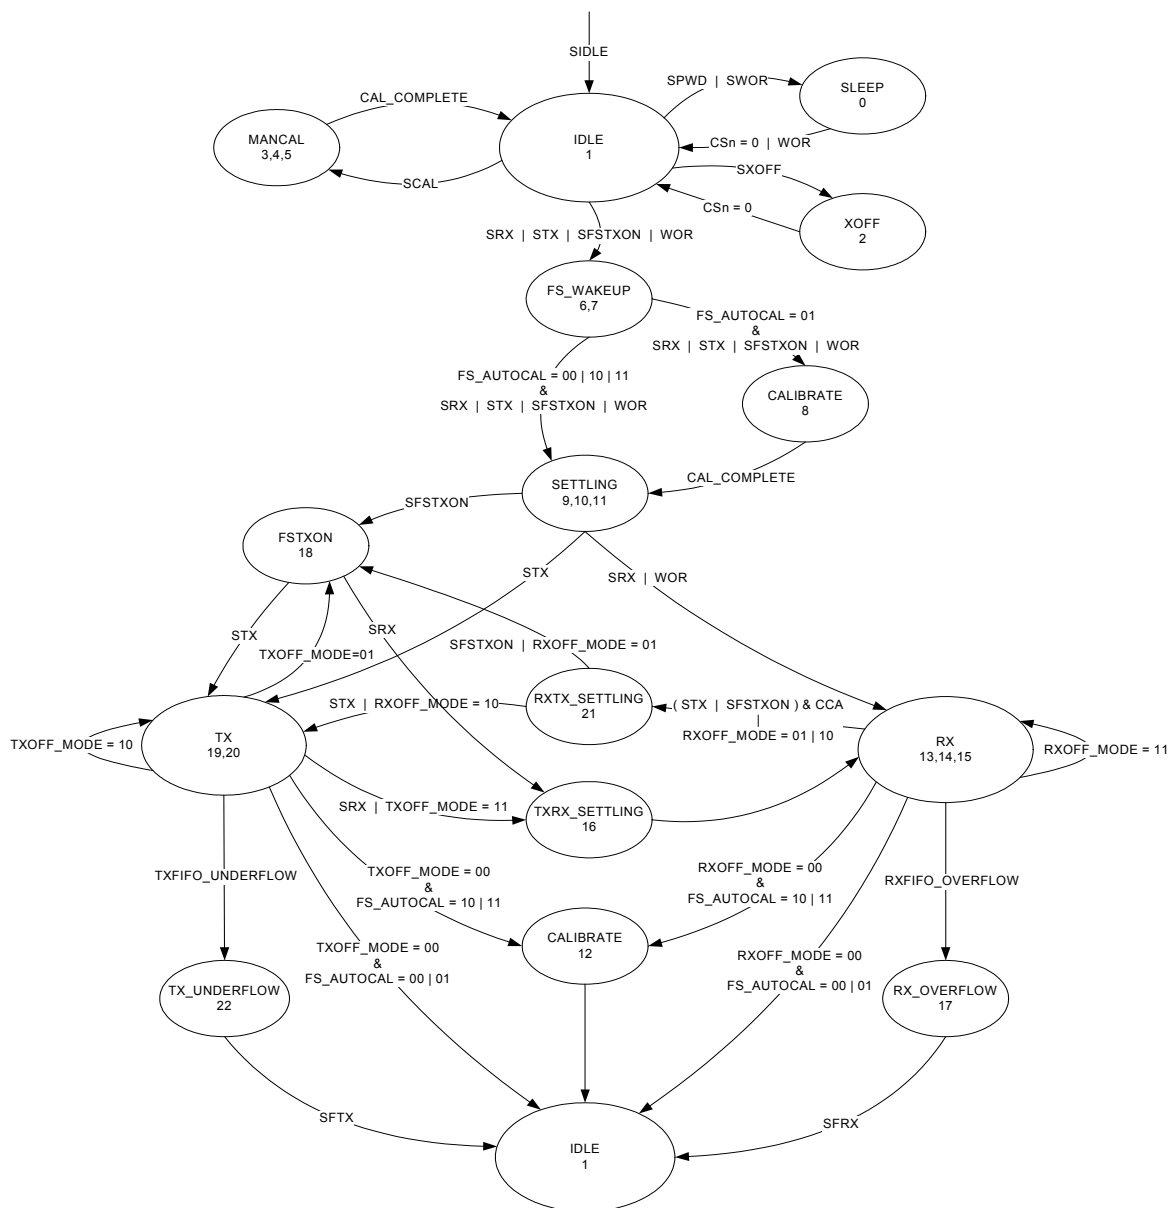 SIDLE
SPWD | SWOR
SLEEP
0
CAL_COMPLETE
IDLE
1
MANCAL
3,4,5
CSn = 0 | WOR
SCAL
SXOFF
CSn = 0
XOFF
2
SRX | STX | SFSTXON | WOR
FS_WAKEUP
6,7
FS_AUTOCAL = 01
&
SRX | STX | SFSTXON | WOR
FS_AUTOCAL = 00 | 10 | 11
&
SRX | STX | SFSTXON | WOR
CALIBRATE
8
CAL_COMPLETE
SETTLING
9,10,11
SFSTXON
FSTXON
18
STX
SRX | WOR
STX
SRX
TXOFF_MODE=01
SFSTXON | RXOFF_MODE = 01
STX | RXOFF_MODE = 10
RXTX_SETTLING
21
( STX | SFSTXON ) & CCA
|
RXOFF_MODE = 01 | 10
TXOFF_MODE = 10
TX
19,20
RX
13,14,15
RXOFF_MODE = 11
SRX | TXOFF_MODE = 11
TXRX_SETTLING
16
TXFIFO_UNDERFLOW
TXOFF_MODE = 00
&
FS_AUTOCAL = 10 | 11
RXOFF_MODE = 00
&
FS_AUTOCAL = 10 | 11
RXFIFO_OVERFLOW
TXOFF_MODE = 00
&
FS_AUTOCAL = 00 | 01
CALIBRATE
12
RXOFF_MODE = 00
&
FS_AUTOCAL = 00 | 01
TX_UNDERFLOW
22
RX_OVERFLOW
17
SFTX
SFRX
IDLE
1